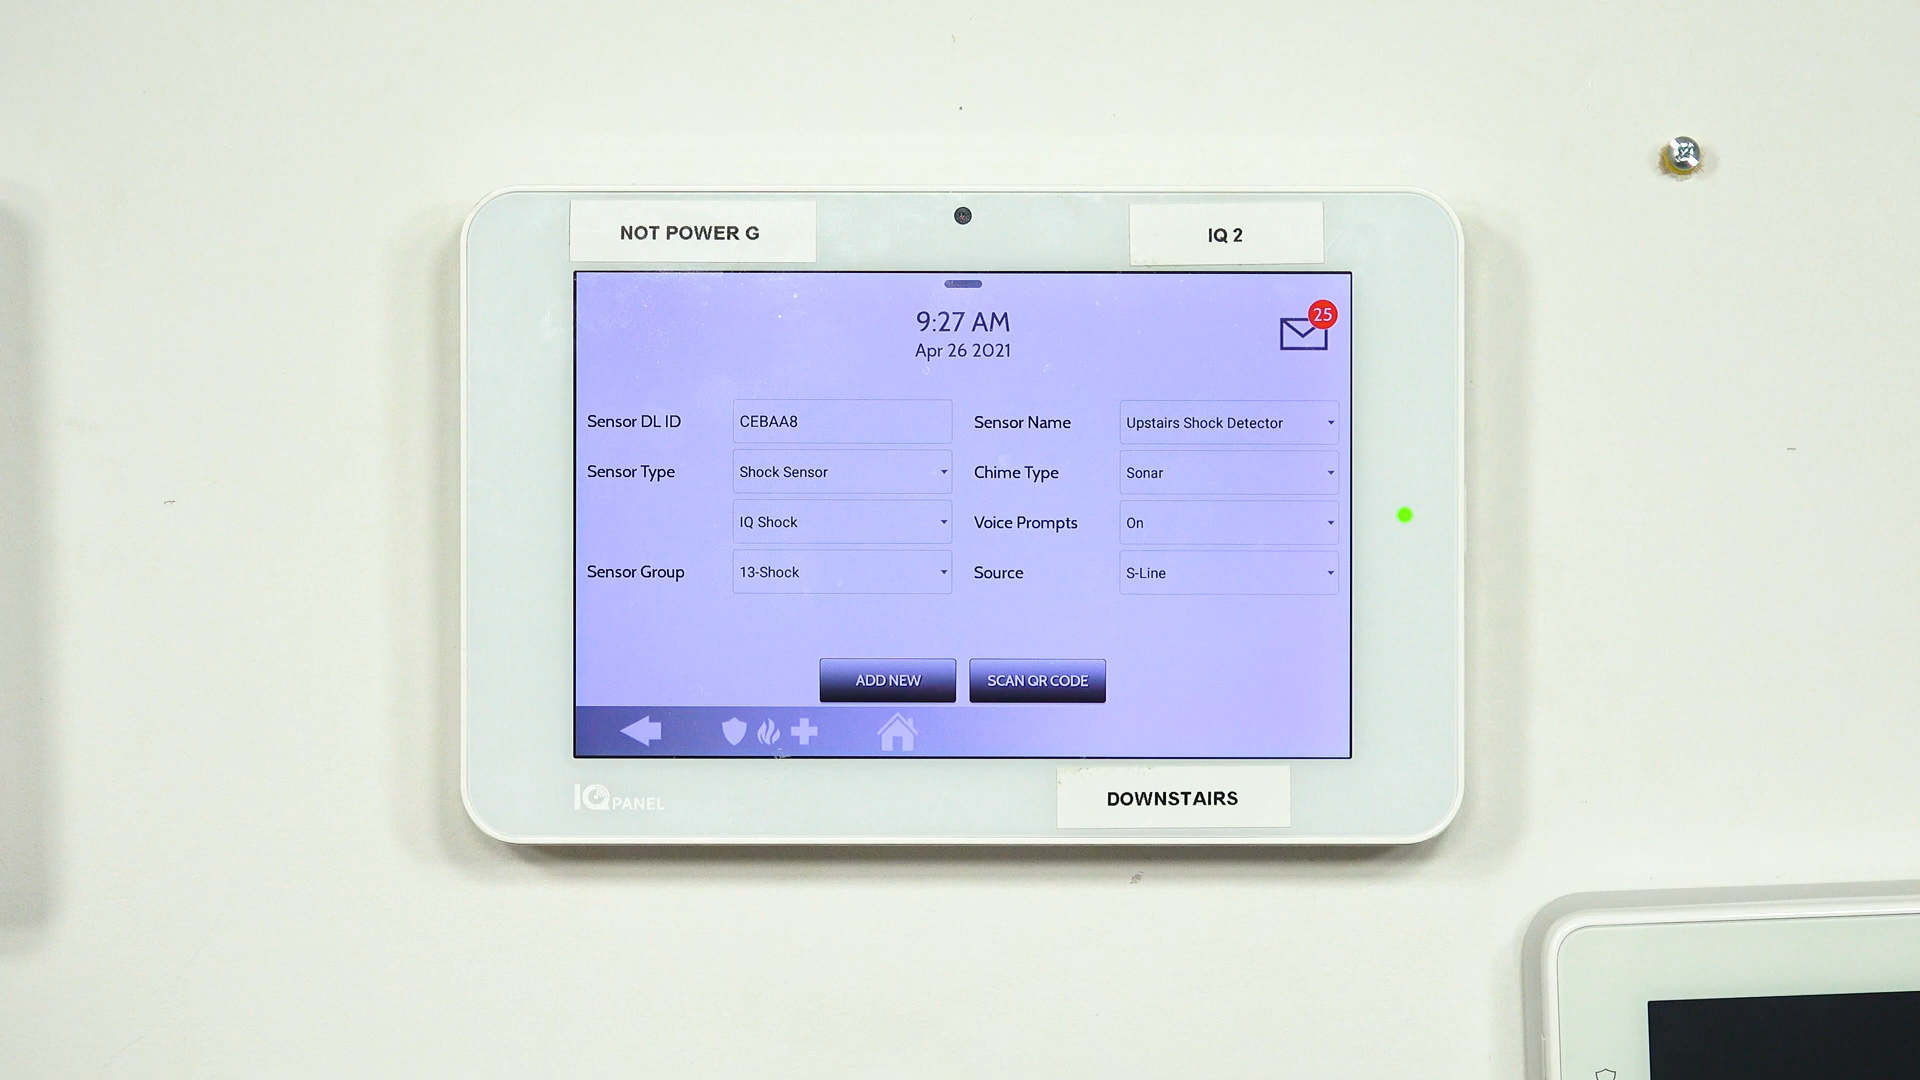 NOT POWER G
IQ 2
9:27 AM
Apr 26 2021
25
Sensor DL ID
CEBAA8
Sensor Name
Upstairs Shock Detector
Sensor Type
Shock Sensor
Chime Type
Sonar
IQ Shock
Voice Prompts
On
Sensor Group
13-Shock
Source
S-Line
ADD NEW
SCAN QR CODE
IQ PANEL
DOWNSTAIRS